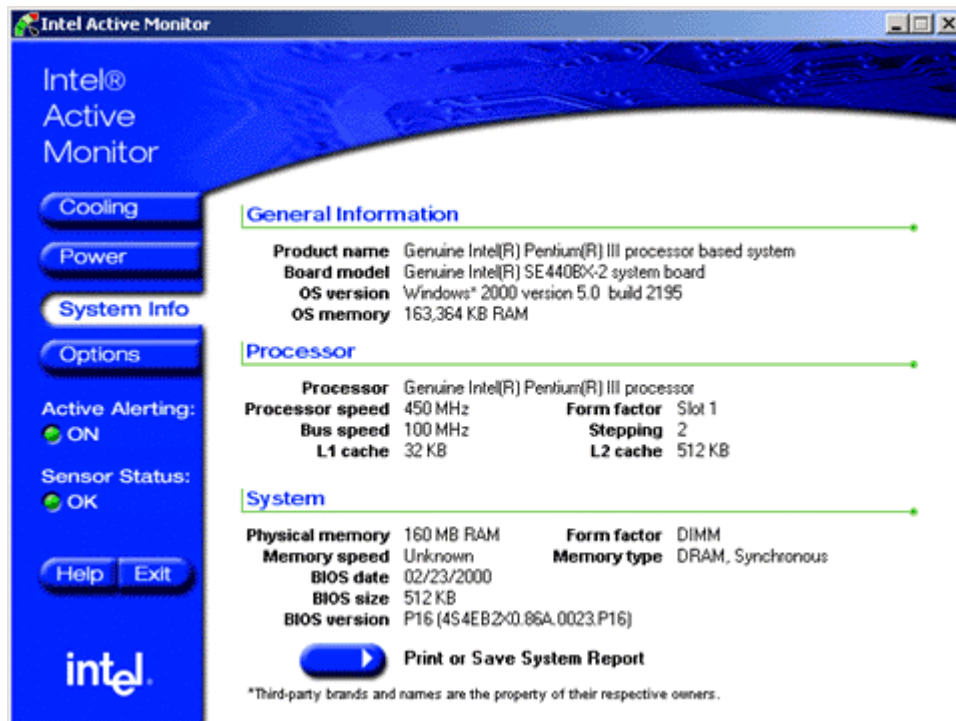 Intel Active Monitor
Intel®
Active
Monitor
Cooling
Power
System Info
Options
Active Alerting:
ON
Sensor Status:
OK
Help Exit
intel.
General Information
Product name Genuine Intel(R) Pentium(R) III processor based system
Board model Genuine Intel(R) SE440BX-2 system board
OS version Windows* 2000 version 5.0 build 2195
OS memory 163,364 KB RAM
Processor
Processor Genuine Intel(R) Pentium(R) III processor
Processor speed 450 MHz Form factor Slot 1
Bus speed 100 MHz Stepping 2
L1 cache 32 KB L2 cache 512 KB
System
Physical memory 160 MB RAM Form factor DIMM
Memory speed Unknown Memory type DRAM, Synchronous
BIOS date 02/23/2000
BIOS size 512 KB
BIOS version P16 (4S4EB2X0.86A.0023.P16)
Print or Save System Report
*Third-party brands and names are the property of their respective owners.